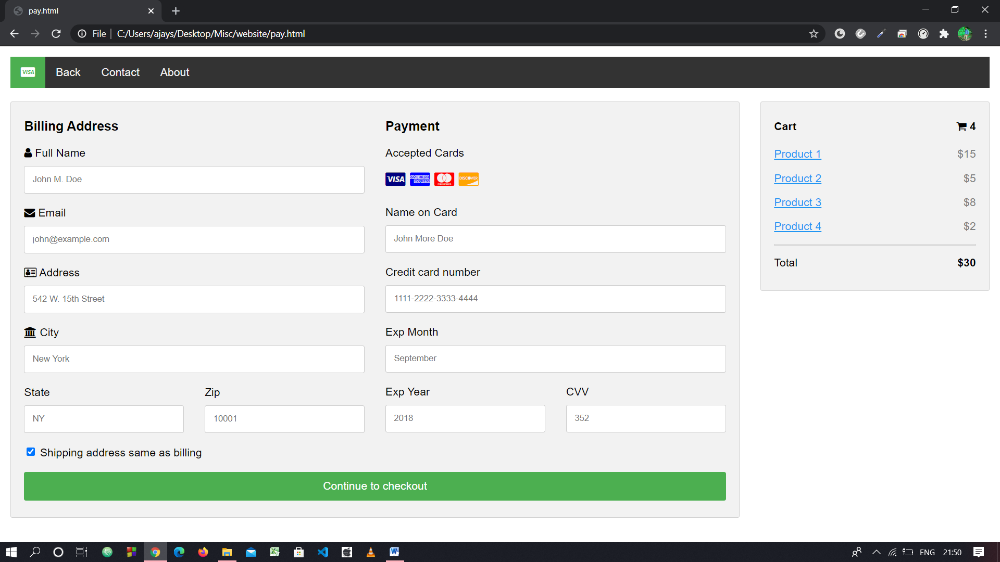 pay.html
File C:/Users/ajays/Desktop/Misc/website/pay.html
VISA Back Contact About
Billing Address
Full Name
John M. Doe
Email
john@example.com
Address
542 W. 15th Street
City
New York
State Zip
NY 10001
Payment
Accepted Cards
VISA AMERICAN EXPRESS mastercard DISCOVER
Name on Card
John More Doe
Credit card number
1111-2222-3333-4444
Exp Month
September
Exp Year CVV
2018 352
Shipping address same as billing
Continue to checkout
Cart 4
Product 1 $15
Product 2 $5
Product 3 $8
Product 4 $2
Total $30
ENG 21:50